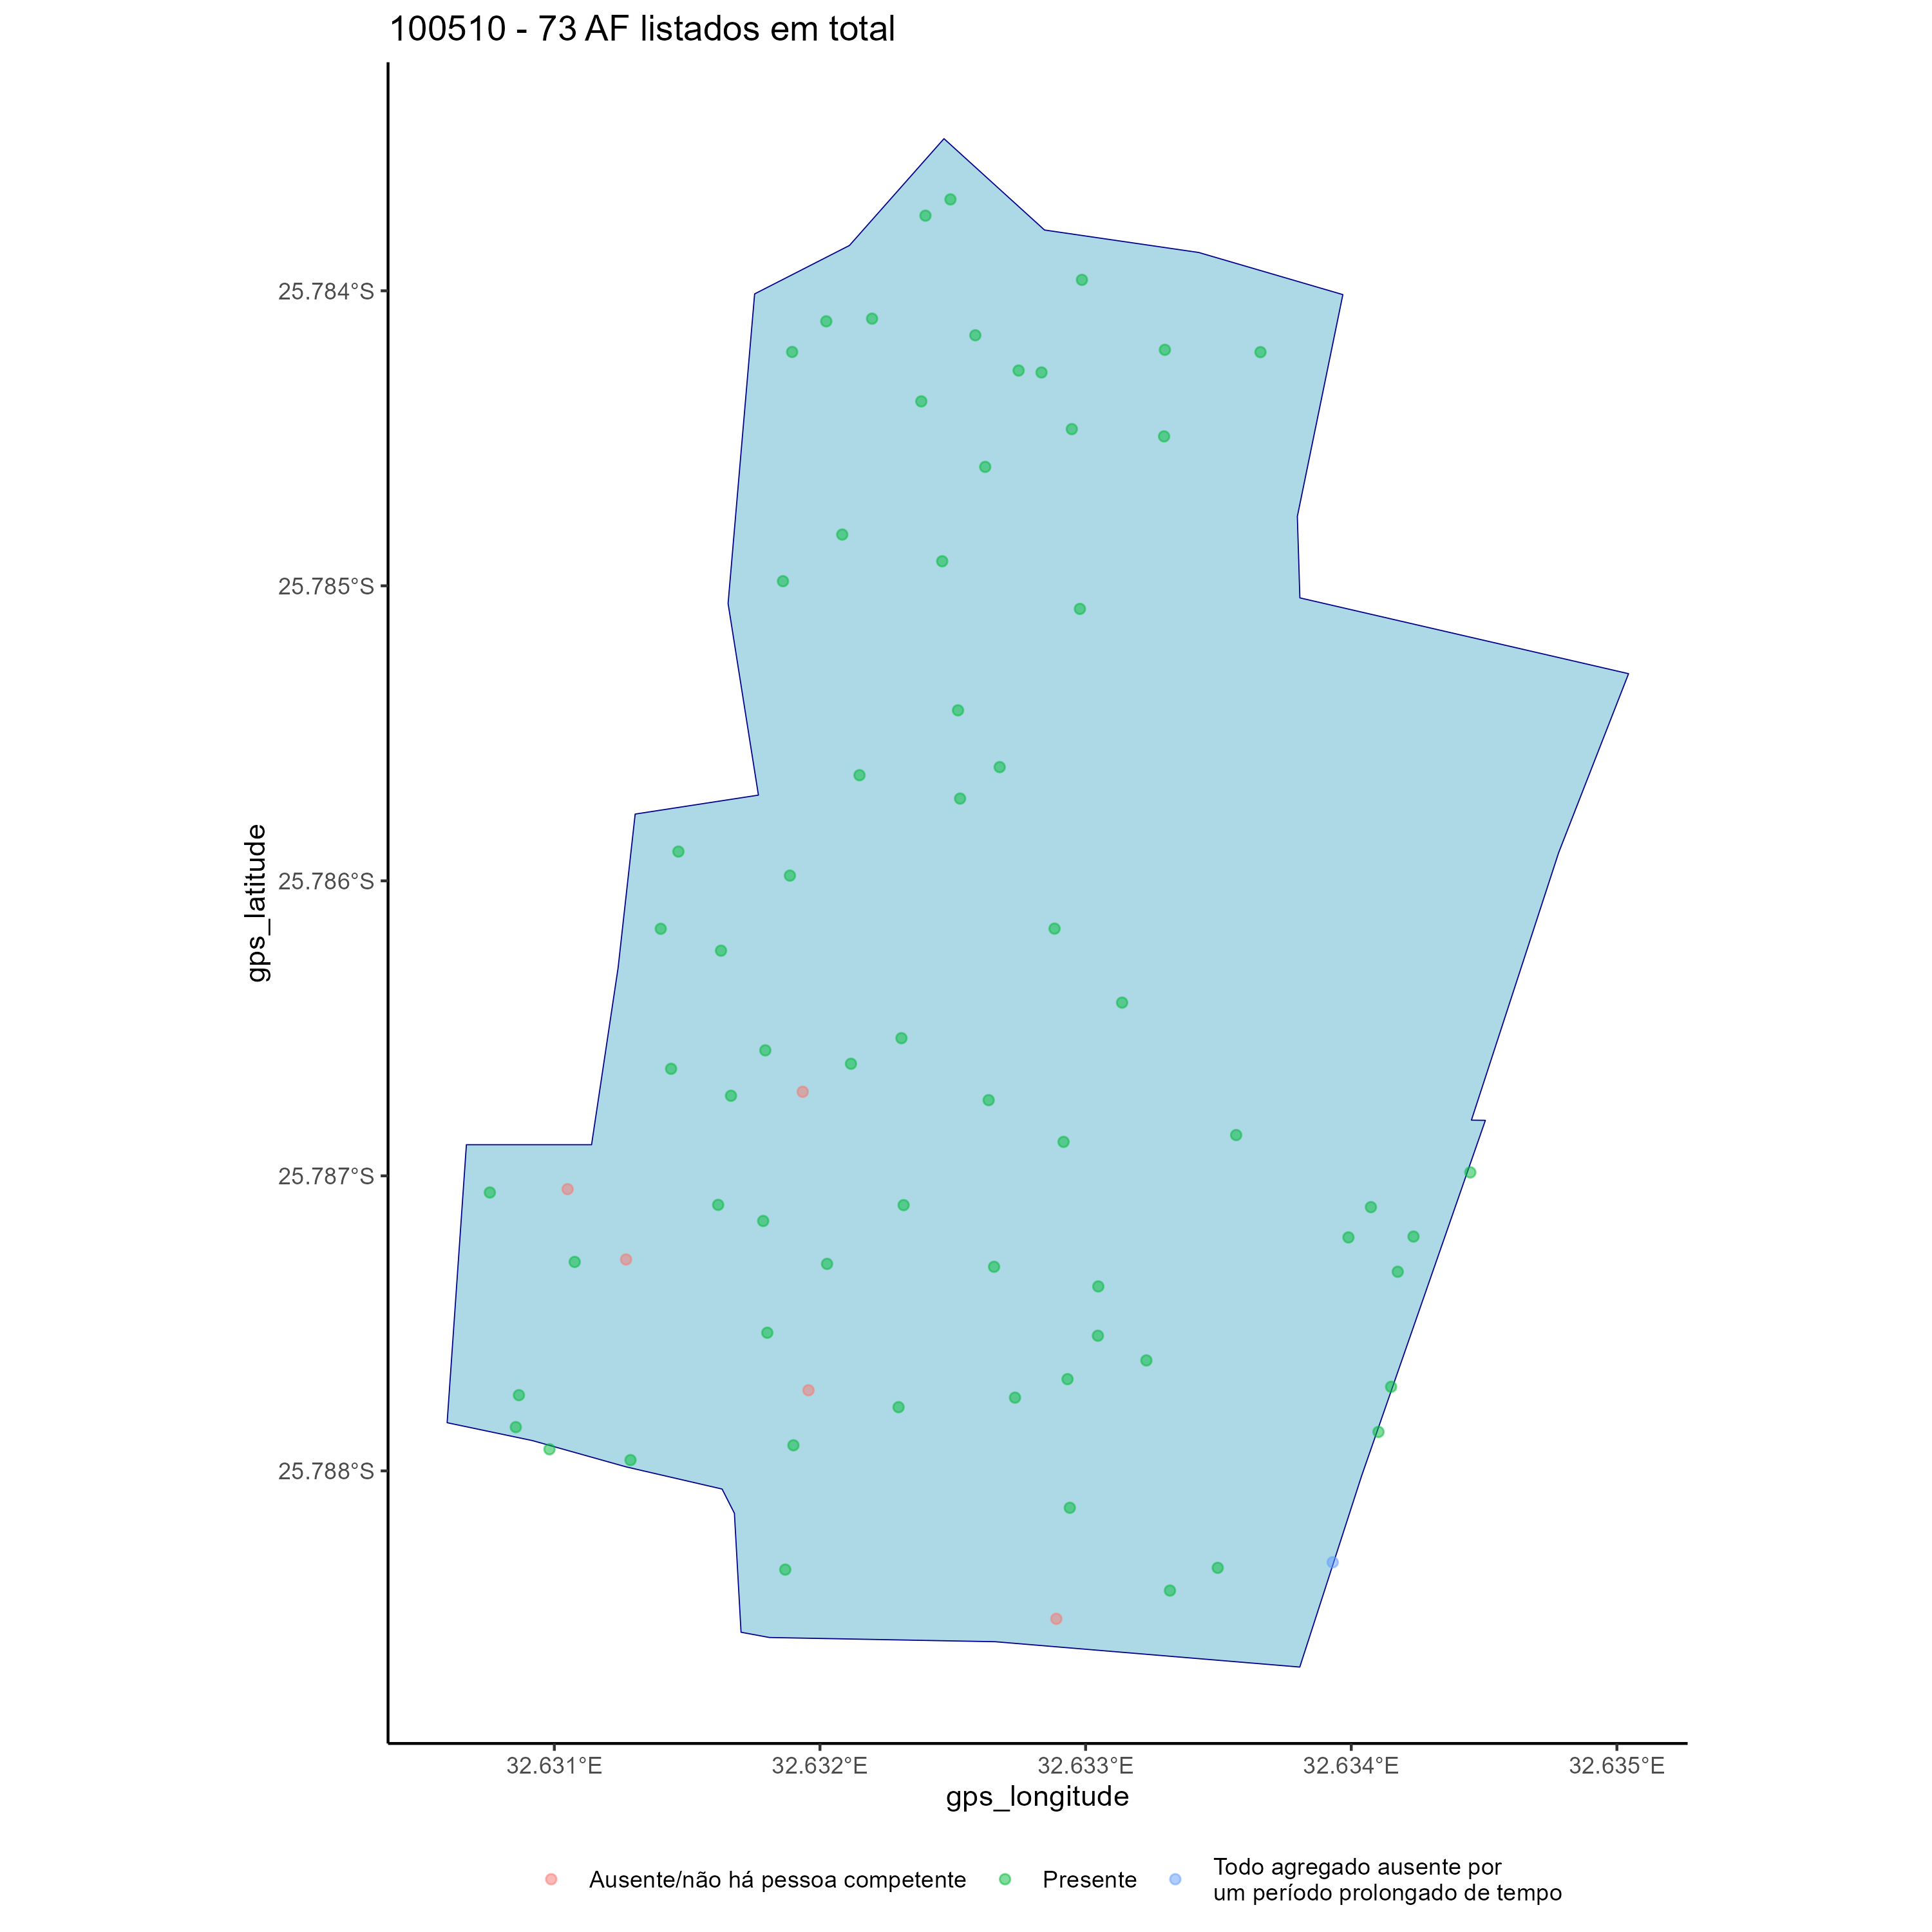 100510 - 73 AF listados em total
25.784°S
25.785°S
25.786°S
25.787°S
25.788°S
gps_latitude
32.631°E 32.632°E 32.633°E 32.634°E 32.635°E
gps_longitude
Ausente/não há pessoa competente
Presente
Todo agregado ausente por
um período prolongado de tempo